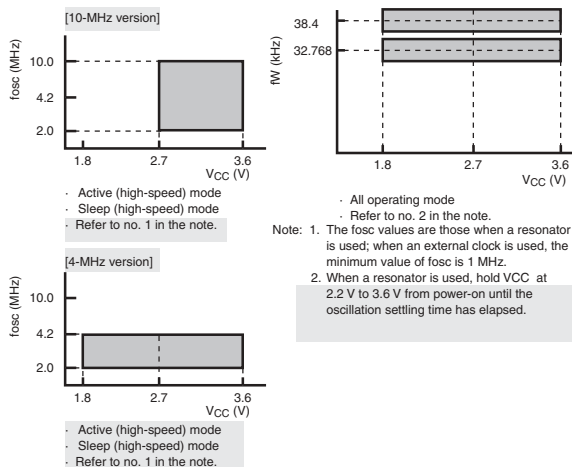 [10-MHz version]
fosc (MHz)
10.0
4.2
2.0
1.8
2.7
3.6
VCC (V)
· Active (high-speed) mode
· Sleep (high-speed) mode
· Refer to no. 1 in the note.
[4-MHz version]
fosc (MHz)
10.0
4.2
2.0
1.8
2.7
3.6
VCC (V)
· Active (high-speed) mode
· Sleep (high-speed) mode
· Refer to no. 1 in the note.
fW (kHz)
38.4
32.768
1.8
2.7
3.6
VCC (V)
· All operating mode
· Refer to no. 2 in the note.
Note: 1. The fosc values are those when a resonator
is used; when an external clock is used, the
minimum value of fosc is 1 MHz.
2. When a resonator is used, hold VCC at
2.2 V to 3.6 V from power-on until the
oscillation settling time has elapsed.